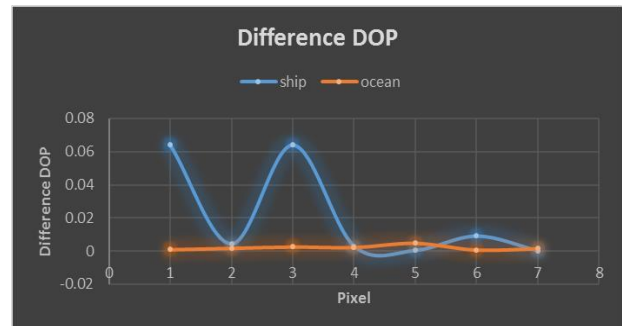 Difference DOP
ship ocean
Difference DOP
0.08
0.06
0.04
0.02
0
-0.02
0 1 2 3 4 5 6 7 8
Pixel